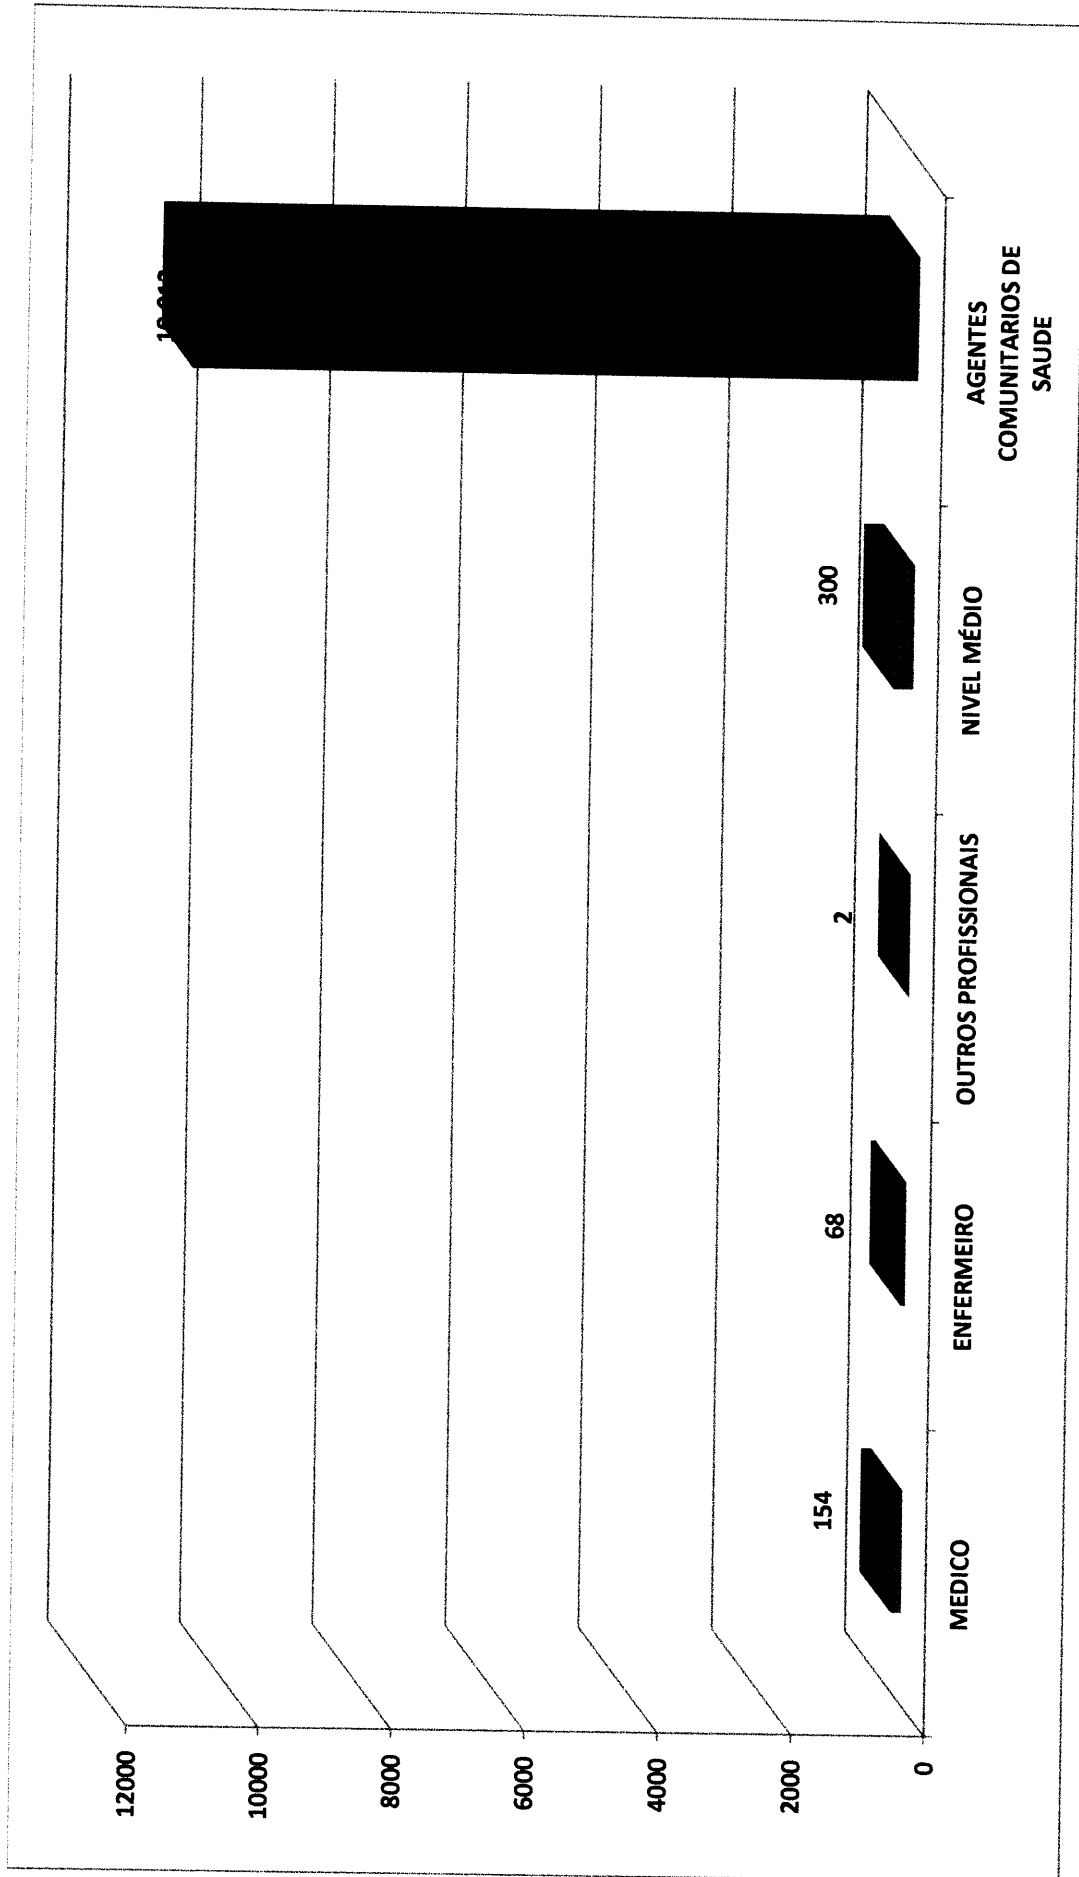 12000
10000
8000
6000
4000
2000
0
154
68
2
300
MEDICO
ENFERMEIRO
OUTROS PROFISSIONAIS
NIVEL MÉDIO
AGENTES
COMUNITARIOS DE
SAUDE